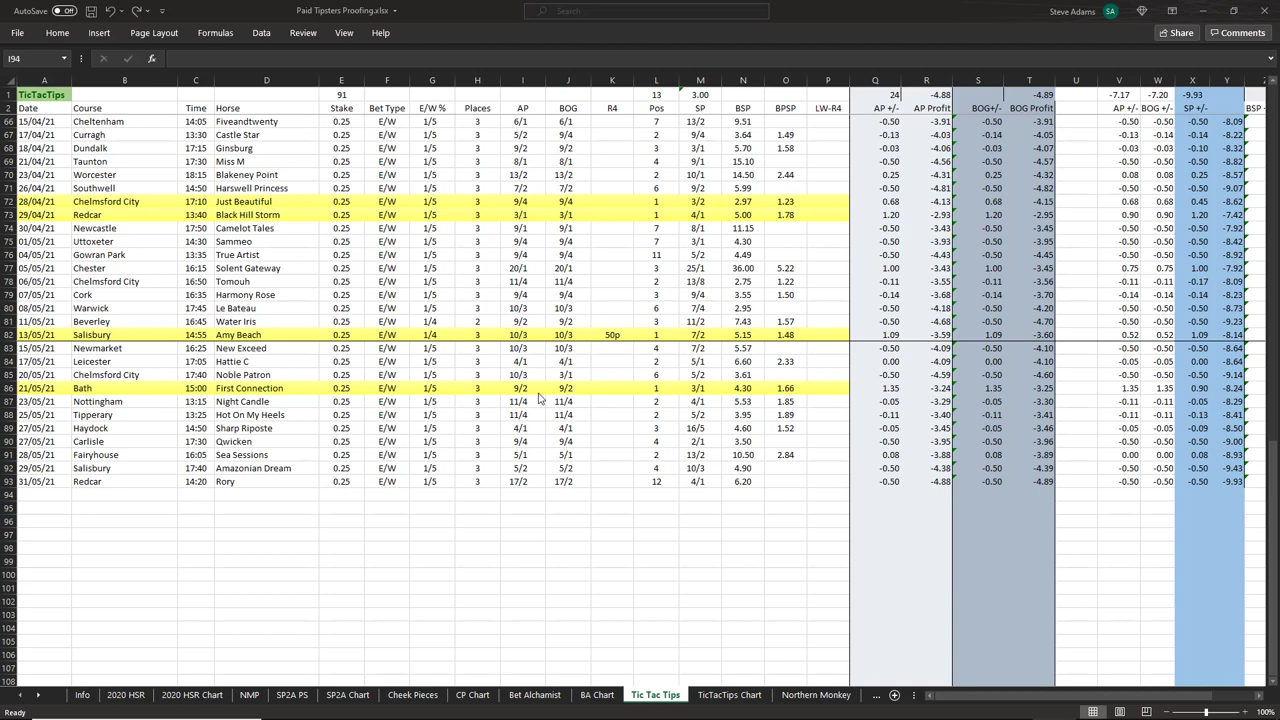 AutoSave Off Paid Tipsters Proofing.xlsx Search Steve Adams SA
File Home Insert Page Layout Formulas Data Review View Help Share Comments
I94 fx
A B C D E F G H I J K L M N O P Q R S T U V W X Y Z
1 TicTacTips 91 13 3.00 24 -4.88 -4.89 -7.17 -7.20 -9.93
2 Date Course Time Horse Stake Bet Type E/W % Places AP BOG R4 Pos SP BSP BPSP LW-R4 AP +/- AP Profit BOG+/- BOG Profit AP +/- BOG +/- SP +/- BSP
66 15/04/21 Cheltenham 14:05 Fiveandtwenty 0.25 E/W 1/5 3 6/1 6/1 7 13/2 9.51 -0.50 -3.91 -0.50 -3.91 -0.50 -0.50 -0.50 -8.09
67 17/04/21 Curragh 13:30 Castle Star 0.25 E/W 1/5 3 5/2 9/4 2 9/4 3.64 1.49 -0.13 -4.03 -0.14 -4.05 -0.13 -0.14 -0.14 -8.22
68 18/04/21 Dundalk 17:15 Ginsburg 0.25 E/W 1/5 3 9/2 9/2 3 3/1 5.70 1.58 -0.03 -4.06 -0.03 -4.07 -0.03 -0.03 -0.10 -8.32
69 21/04/21 Taunton 17:30 Miss M 0.25 E/W 1/5 3 8/1 8/1 4 9/1 15.10 -0.50 -4.56 -0.50 -4.57 -0.50 -0.50 -0.50 -8.82
70 23/04/21 Worcester 18:15 Blakeney Point 0.25 E/W 1/5 3 13/2 13/2 2 10/1 14.50 2.44 0.25 -4.31 0.25 -4.32 0.08 0.08 0.25 -8.57
71 26/04/21 Southwell 14:50 Harswell Princess 0.25 E/W 1/5 3 7/2 7/2 6 9/2 5.99 -0.50 -4.81 -0.50 -4.82 -0.50 -0.50 -0.50 -9.07
72 28/04/21 Chelmsford City 17:10 Just Beautiful 0.25 E/W 1/5 3 9/4 9/4 1 3/2 2.97 1.23 0.68 -4.13 0.68 -4.15 0.68 0.68 0.45 -8.62
73 29/04/21 Redcar 13:40 Black Hill Storm 0.25 E/W 1/5 3 3/1 3/1 1 4/1 5.00 1.78 1.20 -2.93 1.20 -2.95 0.90 0.90 1.20 -7.42
74 30/04/21 Newcastle 17:50 Camelot Tales 0.25 E/W 1/5 3 9/1 9/1 7 8/1 11.15 -0.50 -3.43 -0.50 -3.45 -0.50 -0.50 -0.50 -7.92
75 01/05/21 Uttoxeter 14:30 Sammeo 0.25 E/W 1/5 3 9/4 9/4 7 3/1 4.30 -0.50 -3.93 -0.50 -3.95 -0.50 -0.50 -0.50 -8.42
76 04/05/21 Gowran Park 13:35 True Artist 0.25 E/W 1/5 3 9/4 9/4 11 5/2 4.49 -0.50 -4.43 -0.50 -4.45 -0.50 -0.50 -0.50 -8.92
77 05/05/21 Chester 16:15 Solent Gateway 0.25 E/W 1/5 3 20/1 20/1 3 25/1 36.00 5.22 1.00 -3.43 1.00 -3.45 0.75 0.75 1.00 -7.92
78 06/05/21 Chelmsford City 16:50 Tomouh 0.25 E/W 1/5 3 11/4 11/4 2 13/8 2.75 1.22 -0.11 -3.55 -0.11 -3.56 -0.11 -0.11 -0.17 -8.09
79 07/05/21 Cork 16:35 Harmony Rose 0.25 E/W 1/5 3 9/4 9/4 3 9/4 3.55 1.50 -0.14 -3.68 -0.14 -3.70 -0.14 -0.14 -0.14 -8.23
80 08/05/21 Warwick 17:45 Le Bateau 0.25 E/W 1/5 3 10/3 10/3 6 7/4 2.95 -0.50 -4.18 -0.50 -4.20 -0.50 -0.50 -0.50 -8.73
81 11/05/21 Beverley 16:45 Water Iris 0.25 E/W 1/4 2 9/2 9/2 3 11/2 7.43 1.57 -0.50 -4.68 -0.50 -4.70 -0.50 -0.50 -0.50 -9.23
82 13/05/21 Salisbury 14:55 Amy Beach 0.25 E/W 1/4 3 10/3 10/3 50p 1 7/2 5.15 1.48 1.09 -3.59 1.09 -3.60 0.52 0.52 1.09 -8.14
83 15/05/21 Newmarket 16:25 New Exceed 0.25 E/W 1/5 3 10/3 10/3 4 7/2 5.57 -0.50 -4.09 -0.50 -4.10 -0.50 -0.50 -0.50 -8.64
84 17/05/21 Leicester 17:40 Hattie C 0.25 E/W 1/5 3 4/1 4/1 2 5/1 6.60 2.33 0.00 -4.09 0.00 -4.10 -0.05 -0.05 0.00 -8.64
85 20/05/21 Chelmsford City 17:40 Noble Patron 0.25 E/W 1/5 3 10/3 3/1 6 5/2 3.61 -0.50 -4.59 -0.50 -4.60 -0.50 -0.50 -0.50 -9.14
86 21/05/21 Bath 15:00 First Connection 0.25 E/W 1/5 3 9/2 9/2 1 3/1 4.30 1.66 1.35 -3.24 1.35 -3.25 1.35 1.35 0.90 -8.24
87 23/05/21 Nottingham 13:15 Night Candle 0.25 E/W 1/5 3 11/4 11/4 2 4/1 5.53 1.85 -0.05 -3.29 -0.05 -3.30 -0.11 -0.11 -0.05 -8.29
88 23/05/21 Tipperary 13:25 Hot On My Heels 0.25 E/W 1/5 3 11/4 11/4 2 5/2 3.95 1.89 -0.11 -3.40 -0.11 -3.41 -0.11 -0.11 -0.13 -8.41
89 27/05/21 Haydock 14:50 Sharp Riposte 0.25 E/W 1/5 3 4/1 4/1 3 16/5 4.60 1.52 -0.05 -3.45 -0.05 -3.46 -0.05 -0.05 -0.09 -8.50
90 27/05/21 Carlisle 17:30 Qwicken 0.25 E/W 1/5 3 9/4 9/4 4 2/1 3.50 -0.50 -3.95 -0.50 -3.96 -0.50 -0.50 -0.50 -9.00
91 28/05/21 Fairyhouse 16:05 Sea Sessions 0.25 E/W 1/5 3 5/1 5/1 2 13/2 10.50 2.84 0.08 -3.88 0.08 -3.89 0.00 0.00 0.08 -8.93
92 29/05/21 Salisbury 17:40 Amazonian Dream 0.25 E/W 1/5 3 5/2 5/2 4 10/3 4.90 -0.50 -4.38 -0.50 -4.39 -0.50 -0.50 -0.50 -9.43
93 31/05/21 Redcar 14:20 Rory 0.25 E/W 1/5 3 17/2 17/2 12 4/1 6.20 -0.50 -4.88 -0.50 -4.89 -0.50 -0.50 -0.50 -9.93
94
95
96
97
98
99
100
101
102
103
104
105
106
107
108
Info 2020 HSR 2020 HSR Chart NMP SP2A PS SP2A Chart Cheek Pieces CP Chart Bet Alchamist BA Chart Tic Tac Tips TicTacTips Chart Northern Monkey ...
Ready 100%